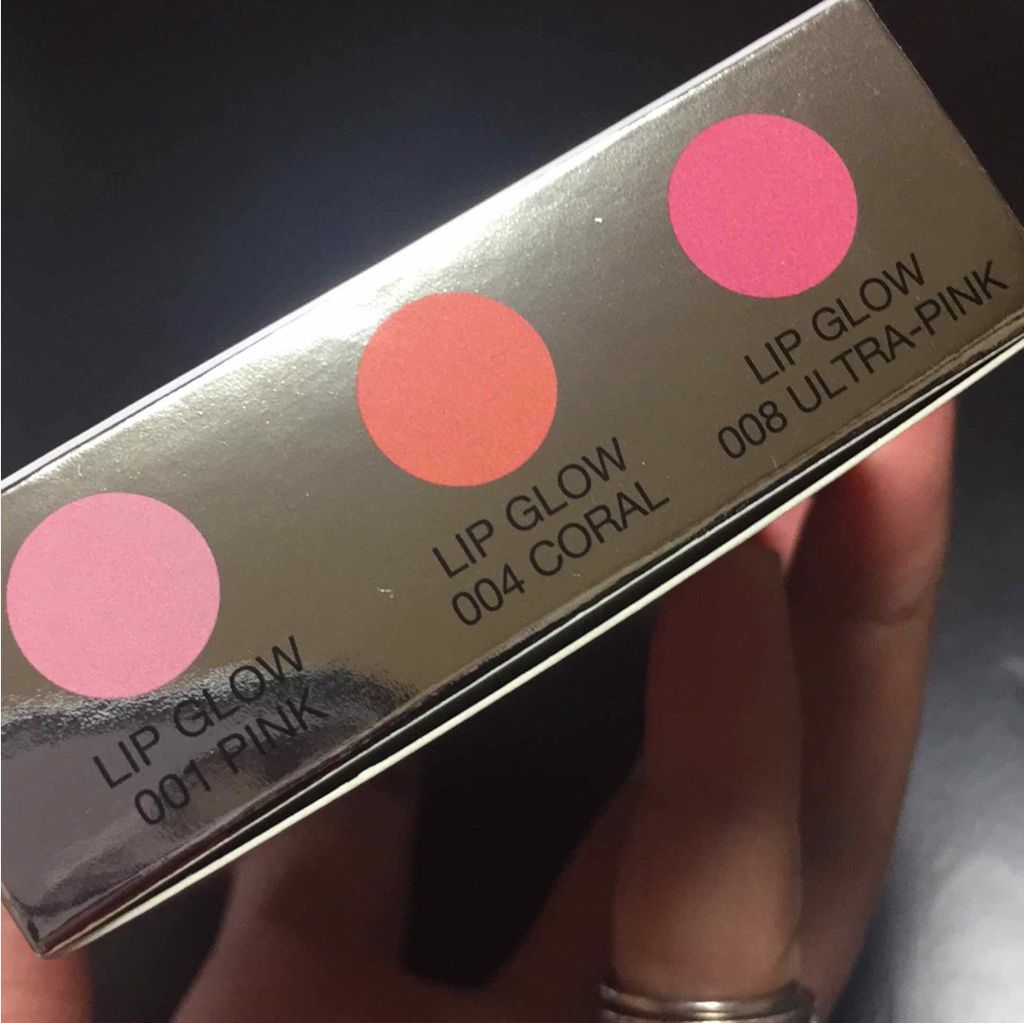 LIP GLOW
001 PINK
LIP GLOW
004 CORAL
LIP GLOW
008 ULTRA-PINK